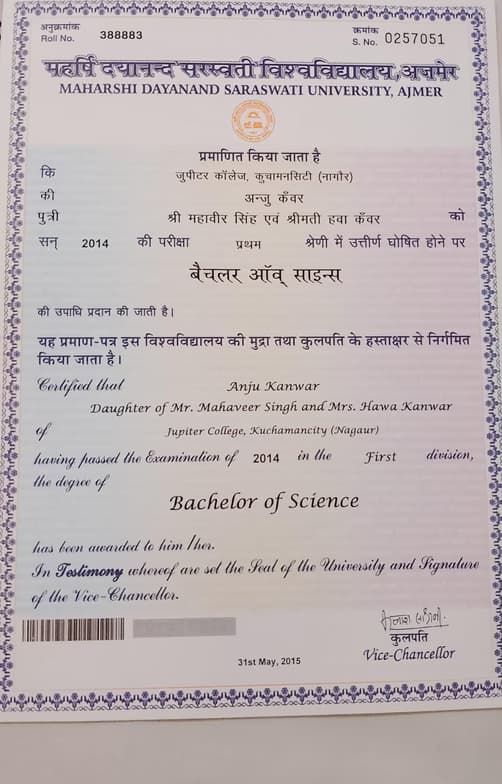 अनुक्रमांक
Roll No. 388883
क्रमांक
S. No. 0257051
महर्षि दयानन्द सरस्वती विश्वविद्यालय,अजमेर
MAHARSHI DAYANAND SARASWATI UNIVERSITY, AJMER
प्रमाणित किया जाता है
कि जुपीटर कॉलेज, कुचामनसिटी (नागौर)
की अन्जु कँवर
पुत्री श्री महावीर सिंह एवं श्रीमती हवा कँवर को
सन् 2014 की परीक्षा प्रथम श्रेणी में उत्तीर्ण घोषित होने पर
बैचलर ऑव् साइन्स
की उपाधि प्रदान की जाती है।
यह प्रमाण-पत्र इस विश्वविद्यालय की मुद्रा तथा कुलपति के हस्ताक्षर से निर्गमित
किया जाता है।
Certified that Anju Kanwar
Daughter of Mr. Mahaveer Singh and Mrs. Hawa Kanwar
of Jupiter College, Kuchamancity (Nagaur)
having passed the Examination of 2014 in the First division,
the degree of
Bachelor of Science
has been awarded to him/her.
In Testimony whereof are set the Seal of the University and Signature
of the Vice-Chancellor.
कुलपति
Vice-Chancellor
31st May, 2015